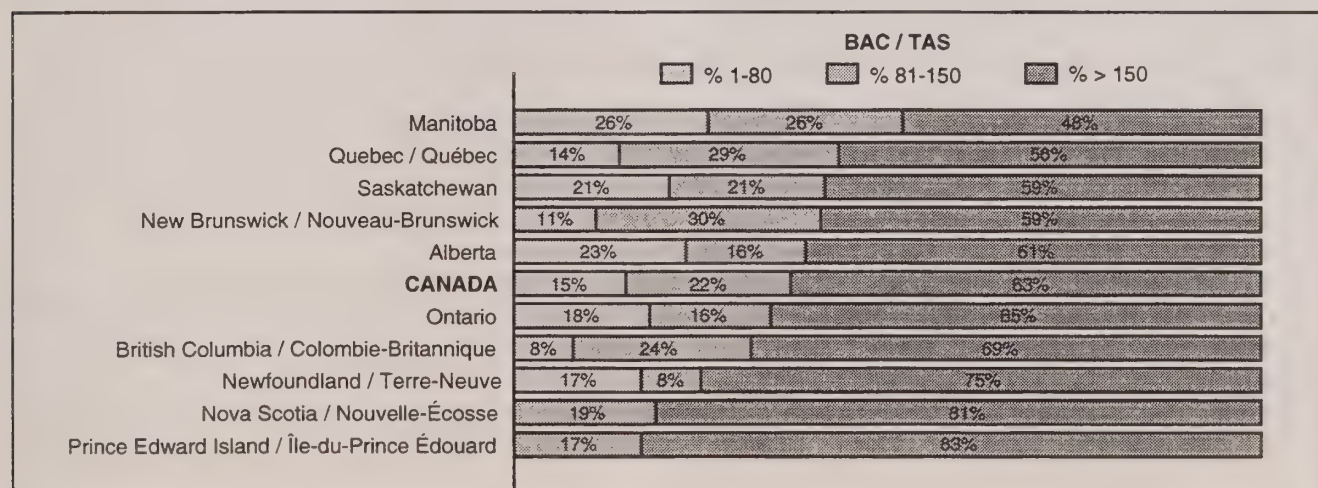 BAC / TAS
% 1-80 % 81-150 % > 150
Manitoba 26% 26% 48%
Quebec / Québec 14% 29% 56%
Saskatchewan 21% 21% 59%
New Brunswick / Nouveau-Brunswick 11% 30% 59%
Alberta 23% 16% 61%
CANADA 15% 22% 63%
Ontario 18% 16% 65%
British Columbia / Colombie-Britannique 8% 24% 69%
Newfoundland / Terre-Neuve 17% 8% 75%
Nova Scotia / Nouvelle-Écosse 19% 81%
Prince Edward Island / Île-du-Prince Édouard 17% 83%